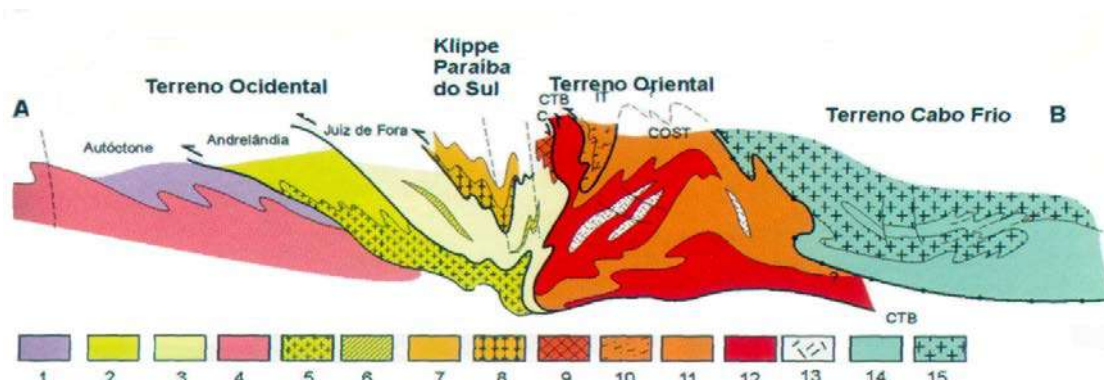 Klippe
Paraíba
do Sul
Terreno Ocidental
Terreno Oriental
CTB
IT
A
Terreno Cabo Frio
B
Juiz de Fora
COST
Andrelândia
Autóctone
?
CTB
1 2 3 4 5 6 7 8 9 10 11 12 13 14 15